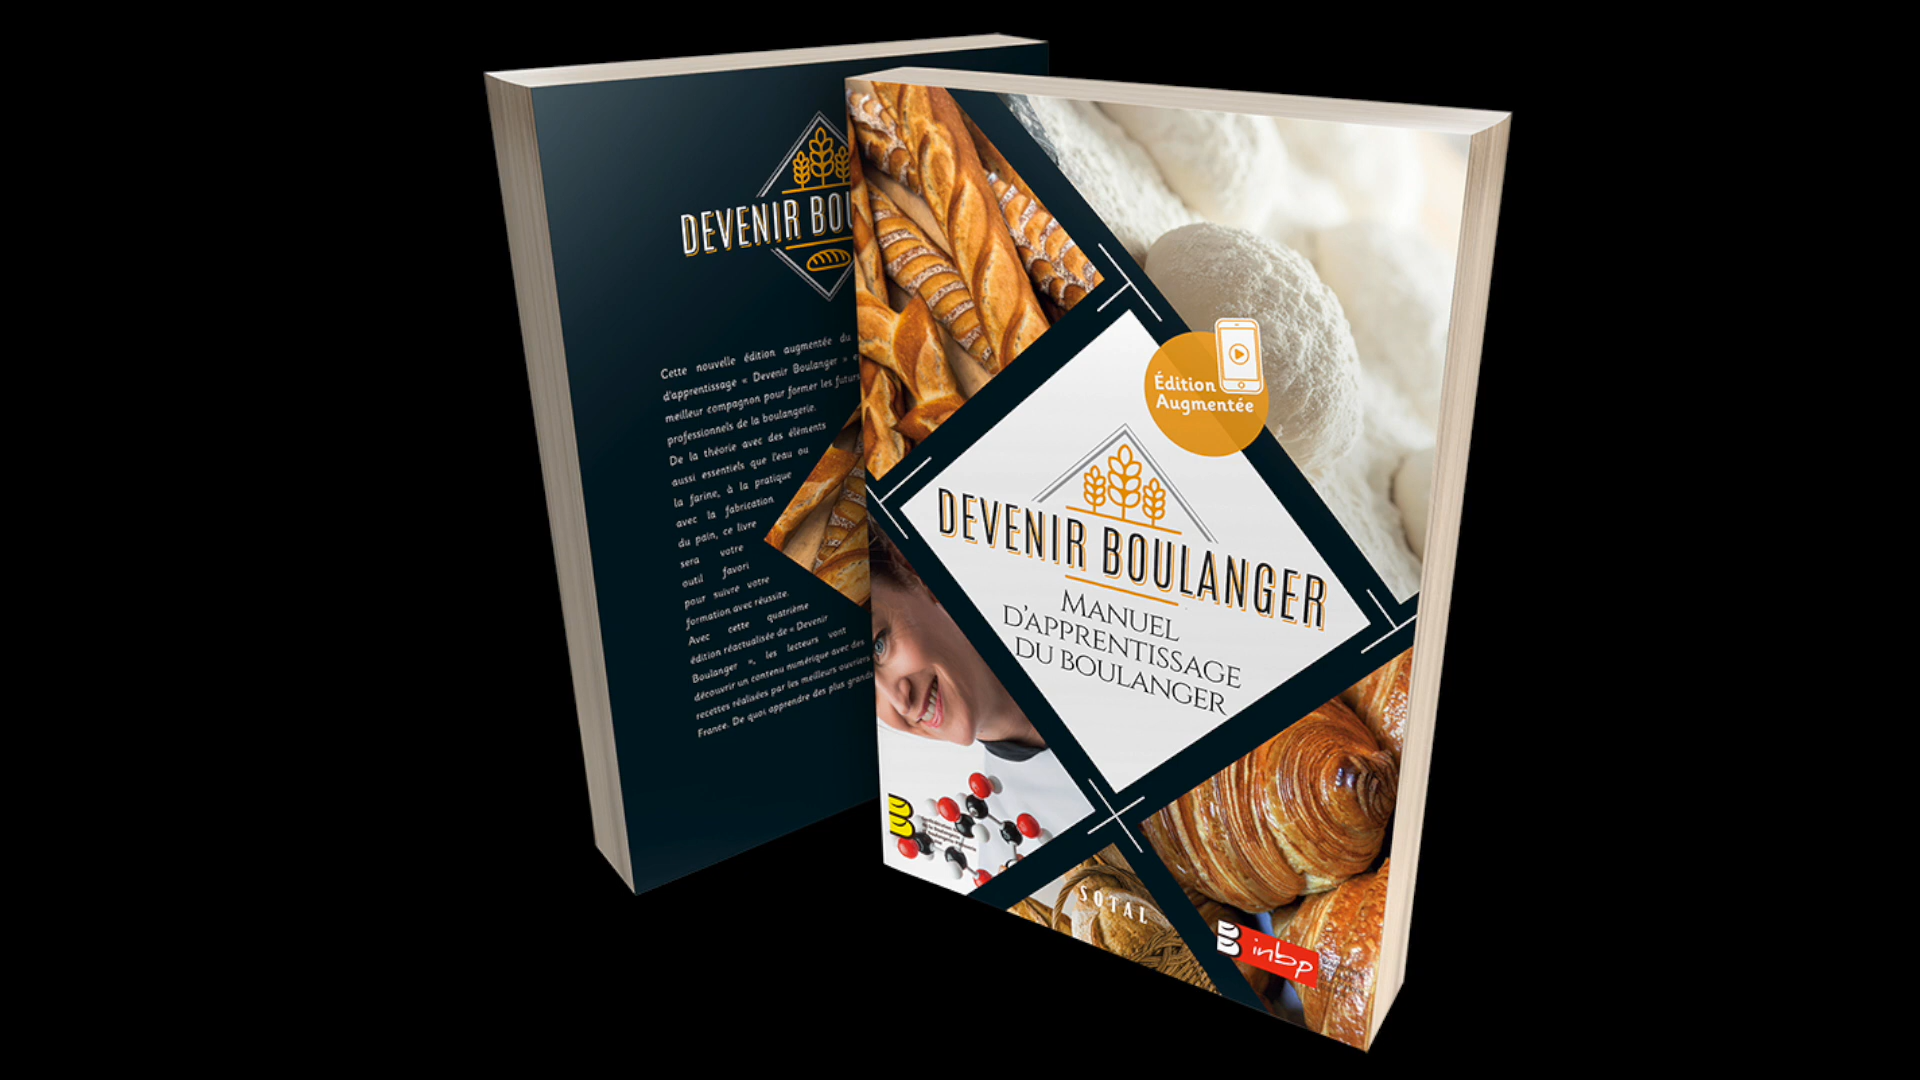 DEVENIR BOU
Cette nouvelle édition augmentée du
d'apprentissage « Devenir Boulanger » e
meilleur compagnon pour former les futurs
professionnels de la boulangerie.
De la théorie avec des éléments
aussi essentiels que l'eau ou
la farine, à la pratique
avec la fabrication
du pain, ce livre
sera votre
outil favori
pour suivre votre
formation avec réussite.
Avec cette quatrième
édition réactualisée de « Devenir
Boulanger », les lecteurs vont
découvrir un contenu numérique avec des
recettes réalisées par les meilleurs ouvriers
France. De quoi apprendre des plus grands
Édition
Augmentée
DEVENIR BOULANGER
MANUEL
D'APPRENTISSAGE
DU BOULANGER
SOTAL
inbp